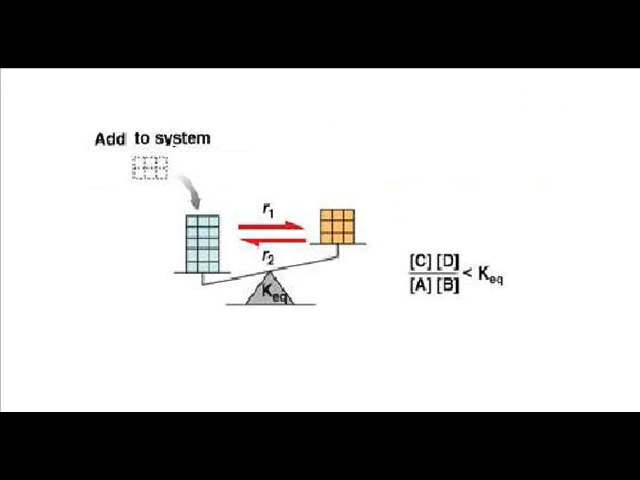 Add to system
r1
r2
Keq
[C] [D]
[A] [B]
< Keq